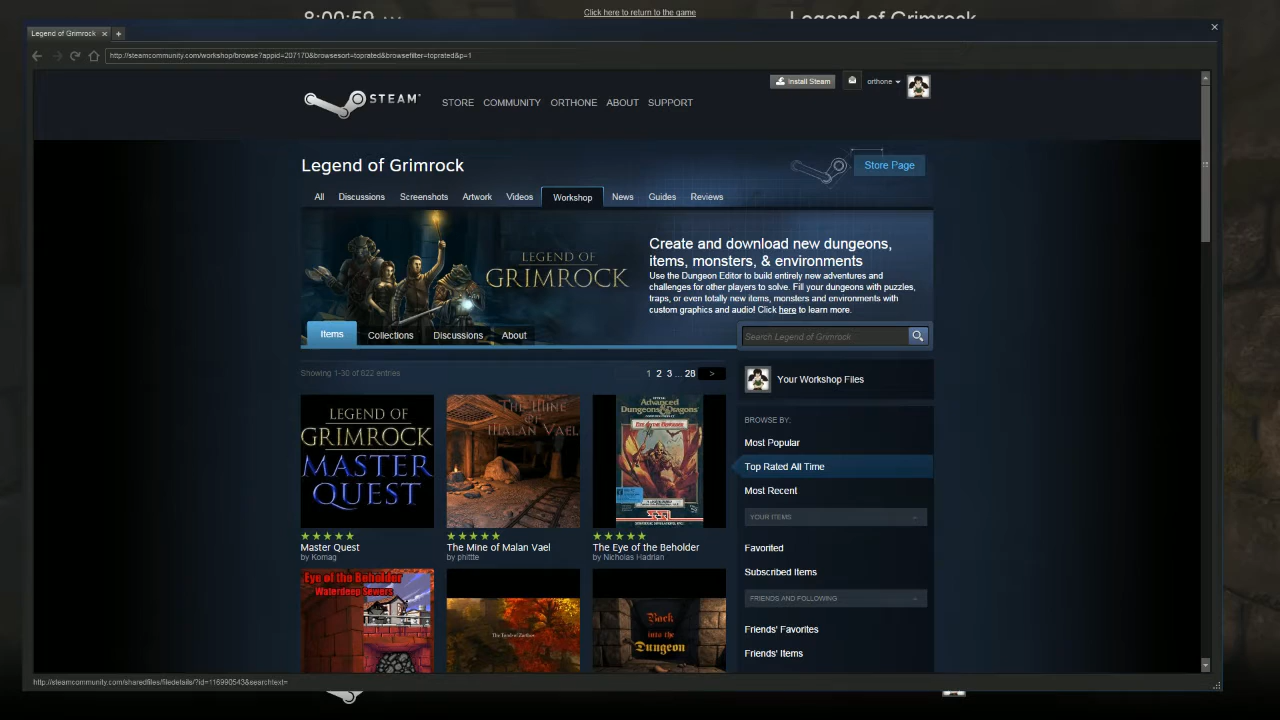 8:00:59
Click here to return to the game
Legend of Grimrock
Legend of Grimrock
http://steamcommunity.com/workshop/browse?appid=207170&browsesort=toprated&browsefilter=toprated&p=1
Install Steam
orthone
STEAM
STORE COMMUNITY ORTHONE ABOUT SUPPORT
Legend of Grimrock
Store Page
All Discussions Screenshots Artwork Videos Workshop News Guides Reviews
LEGEND OF
GRIMROCK
Create and download new dungeons,
items, monsters, & environments
Use the Dungeon Editor to build entirely new adventures and
challenges for other players to solve. Fill your dungeons with puzzles,
traps, or even totally new items, monsters and environments with
custom graphics and audio! Click here to learn more.
Items Collections Discussions About
Search Legend of Grimrock
Showing 1-30 of 822 entries
1 2 3 ... 28 >
Your Workshop Files
LEGEND OF
GRIMROCK
MASTER
QUEST
THE MINE
OF
MALAN VAEL
Advanced
Dungeons & Dragons
Master Quest
by Komag
The Mine of Malan Vael
by phittte
The Eye of the Beholder
by Nicholas Hadrian
Eye of the Beholder
Waterdeep Sewers
Back
into the
Dungeon
BROWSE BY:
Most Popular
Top Rated All Time
Most Recent
YOUR ITEMS
Favorited
Subscribed Items
FRIENDS AND FOLLOWING
Friends' Favorites
Friends' Items
http://steamcommunity.com/sharedfiles/filedetails/?id=116990543&searchtext=